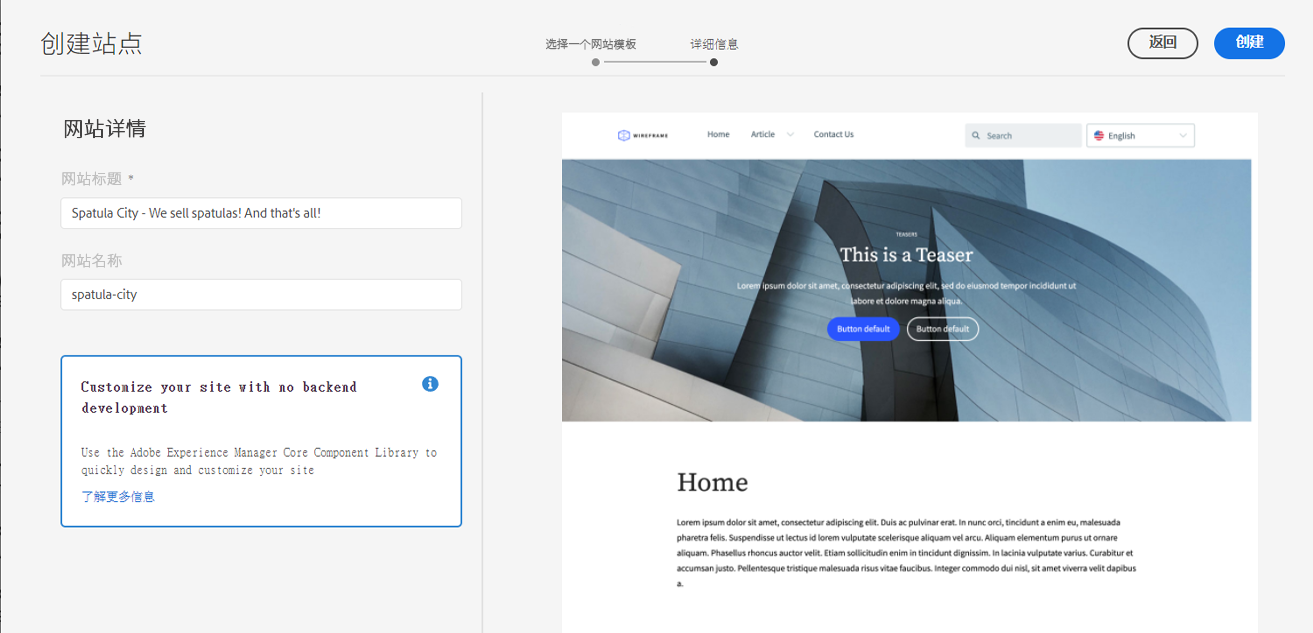 创建站点
选择一个网站模板
详细信息
返回
创建
网站详情
网站标题 *
Spatula City - We sell spatulas! And that's all!
网站名称
spatula-city
Customize your site with no backend
development
Use the Adobe Experience Manager Core Component Library to
quickly design and customize your site
了解更多信息
WIREFRAME
Home
Article
Contact Us
Search
English
TEASERS
This is a Teaser
Lorem ipsum dolor sit amet, consectetur adipiscing elit, sed do eiusmod tempor incididunt ut
labore et dolore magna aliqua.
Button default
Button default
Home
Lorem ipsum dolor sit amet, consectetur adipiscing elit. Duis ac pulvinar erat. In nunc orci, tincidunt a enim eu, malesuada
pharetra felis. Suspendisse ut lectus id lorem vulputate scelerisque aliquam vel arcu. Aliquam elementum purus ut ornare
aliquam. Phasellus rhoncus auctor velit. Etiam sollicitudin enim in tincidunt dignissim. In lacinia vulputate varius. Curabitur et
accumsan justo. Pellentesque tristique malesuada risus vitae faucibus. Integer commodo dui nisl, sit amet viverra velit dapibus
a.